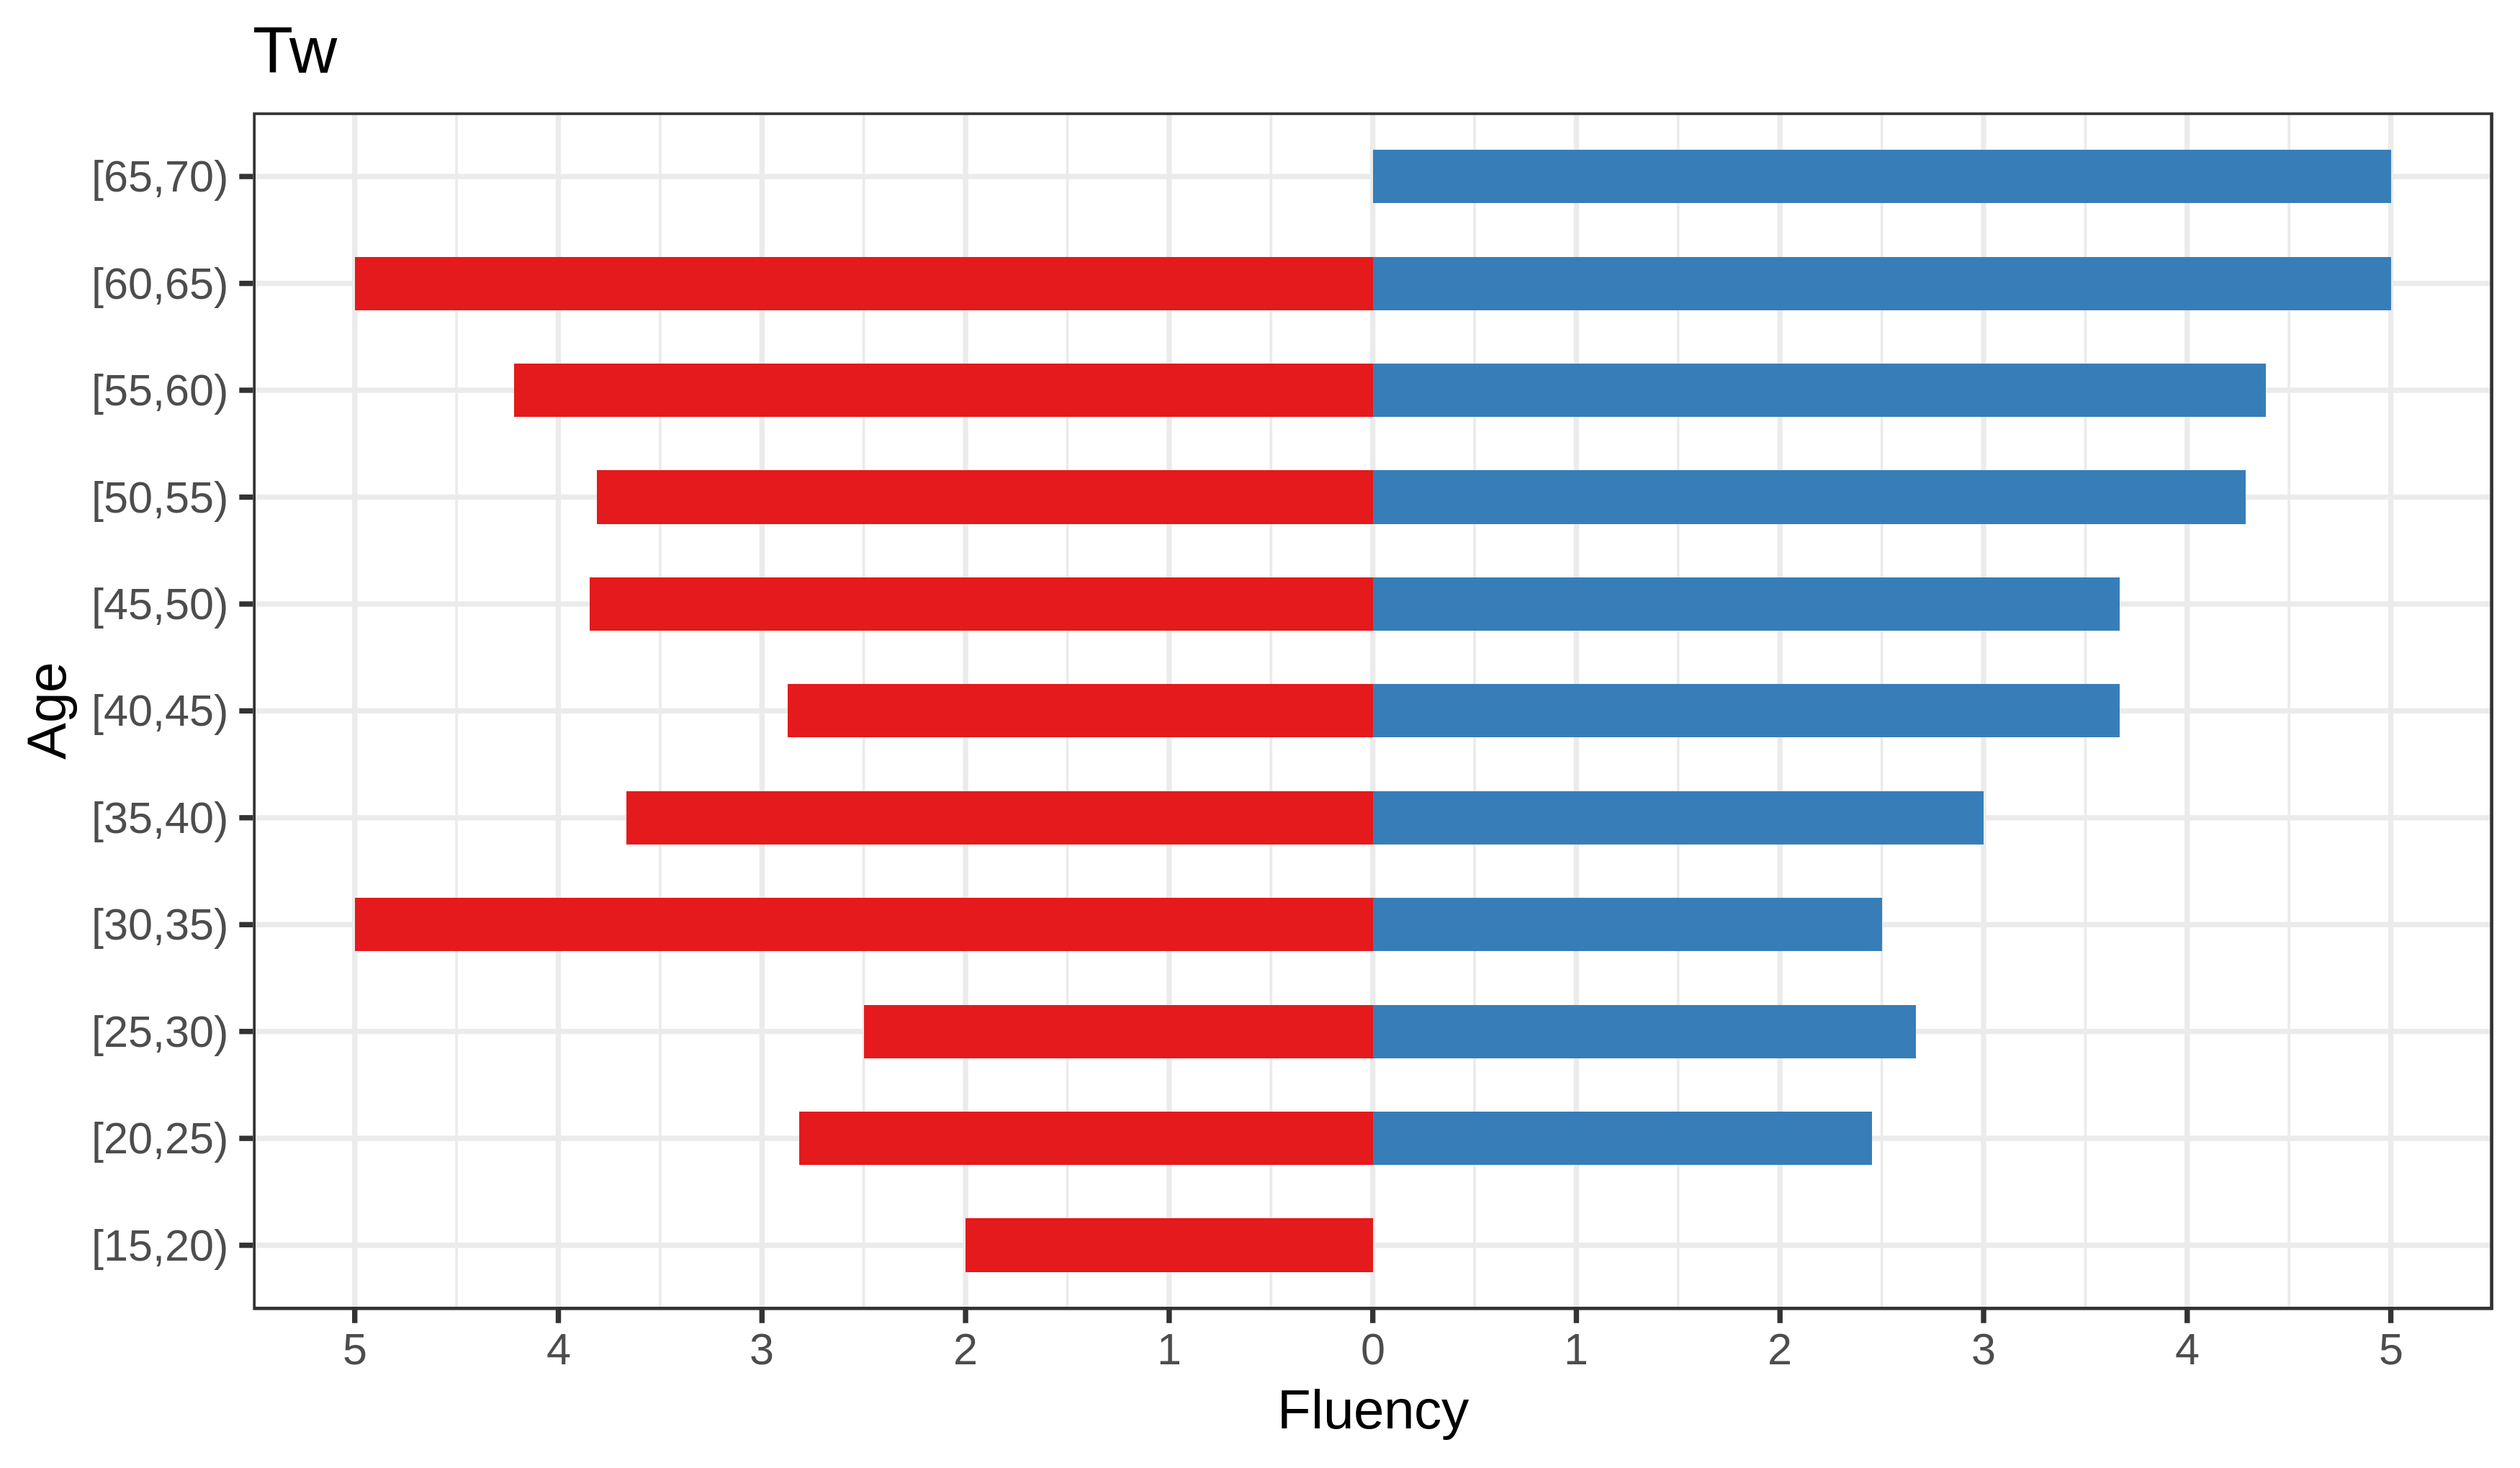 Tw
[65,70)
[60,65)
[55,60)
[50,55)
[45,50)
[40,45)
[35,40)
[30,35)
[25,30)
[20,25)
[15,20)
Age
5 4 3 2 1 0 1 2 3 4 5
Fluency